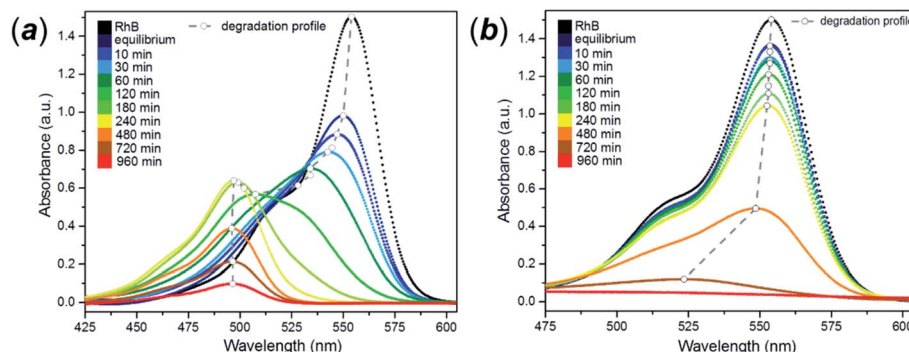 (a)
RhB
equilibrium
10 min
30 min
60 min
120 min
180 min
240 min
480 min
720 min
960 min
degradation profile
Absorbance (a.u.)
1.4
1.2
1.0
0.8
0.6
0.4
0.2
0.0
425 450 475 500 525 550 575 600
Wavelength (nm)
(b)
RhB
equilibrium
10 min
30 min
60 min
120 min
180 min
240 min
480 min
720 min
960 min
degradation profile
Absorbance (a.u.)
1.4
1.2
1.0
0.8
0.6
0.4
0.2
0.0
475 500 525 550 575 600
Wavelength (nm)